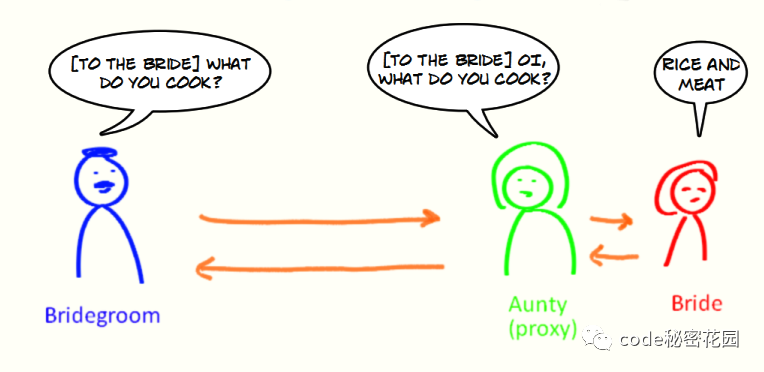 [TO THE BRIDE] WHAT
DO YOU COOK?
[TO THE BRIDE] OI,
WHAT DO YOU COOK?
RICE AND
MEAT
Bridegroom
Aunty
(proxy)
Bride
code秘密花园